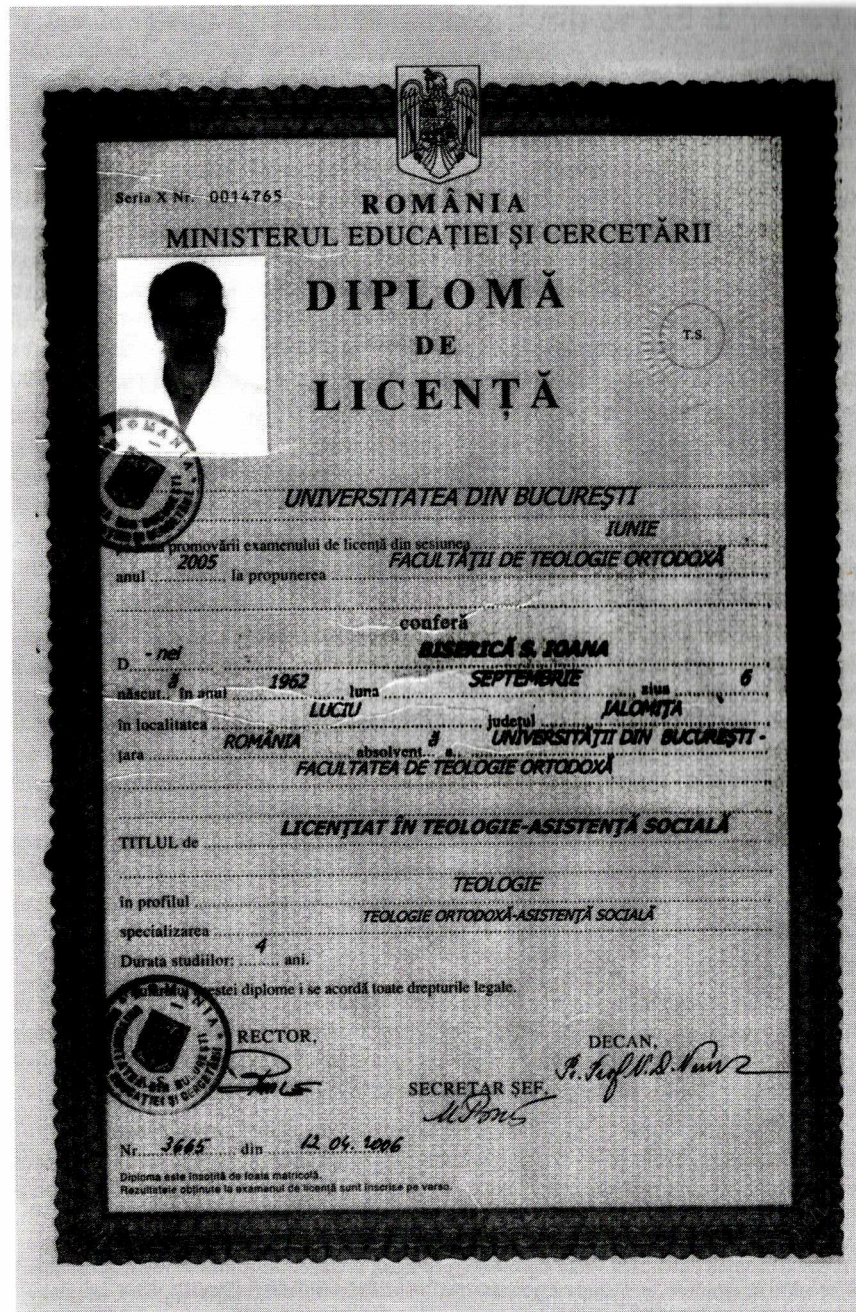 Seria X Nr. 0014765
ROMÂNIA
MINISTERUL EDUCAȚIEI ȘI CERCETĂRII
DIPLOMĂ
DE
LICENȚĂ
T.S.
UNIVERSITATEA DIN BUCUREȘTI
promovării examenului de licență din sesiunea IUNIE
anul 2005 la propunerea FACULTĂȚII DE TEOLOGIE ORTODOXĂ
conferă
D -nei BISERICĂ S. IOANA
născut ă în anul 1962 luna SEPTEMBRIE ziua 6
în localitatea LUCIU județul IALOMIȚA
țara ROMÂNIA absolvent ă a UNIVERSITĂȚII DIN BUCUREȘTI -
FACULTATEA DE TEOLOGIE ORTODOXĂ
TITLUL de LICENȚIAT ÎN TEOLOGIE-ASISTENȚĂ SOCIALĂ
în profilul TEOLOGIE
specializarea TEOLOGIE ORTODOXĂ-ASISTENȚĂ SOCIALĂ
Durata studiilor: 4 ani.
diplome i se acordă toate drepturile legale.
RECTOR,
DECAN,
SECRETAR ȘEF,
Nr. 3665 din 12.04.2006
Diploma este însoțită de foaia matricolă.
Rezultatele obținute la examenul de licență sunt înscrise pe verso.